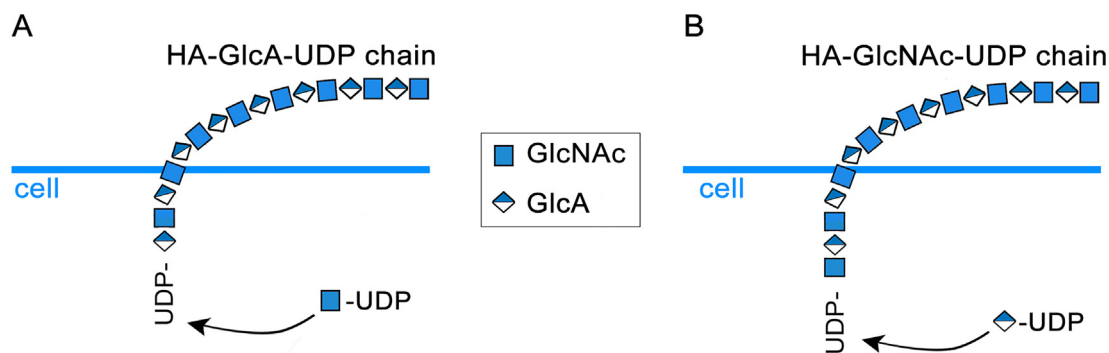 A
HA-GlcA-UDP chain
cell
UDP-
-UDP
GlcNAc
GlcA
B
HA-GlcNAc-UDP chain
cell
UDP-
-UDP